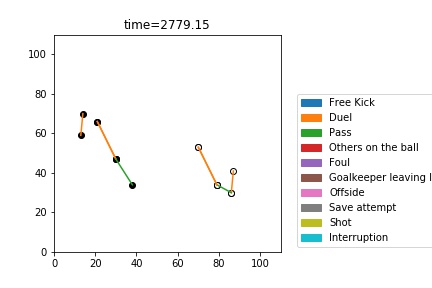 time=2779.15
100
80
60
40
20
0
0 20 40 60 80 100
Free Kick
Duel
Pass
Others on the ball
Foul
Goalkeeper leaving l
Offside
Save attempt
Shot
Interruption